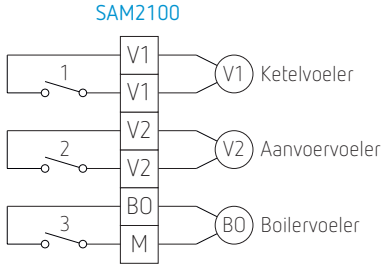 SAM2100
V1
1
V1 Ketelvoeler
V1
V2
2
V2 Aanvoervoeler
V2
BO
3
BO Boilervoeler
M